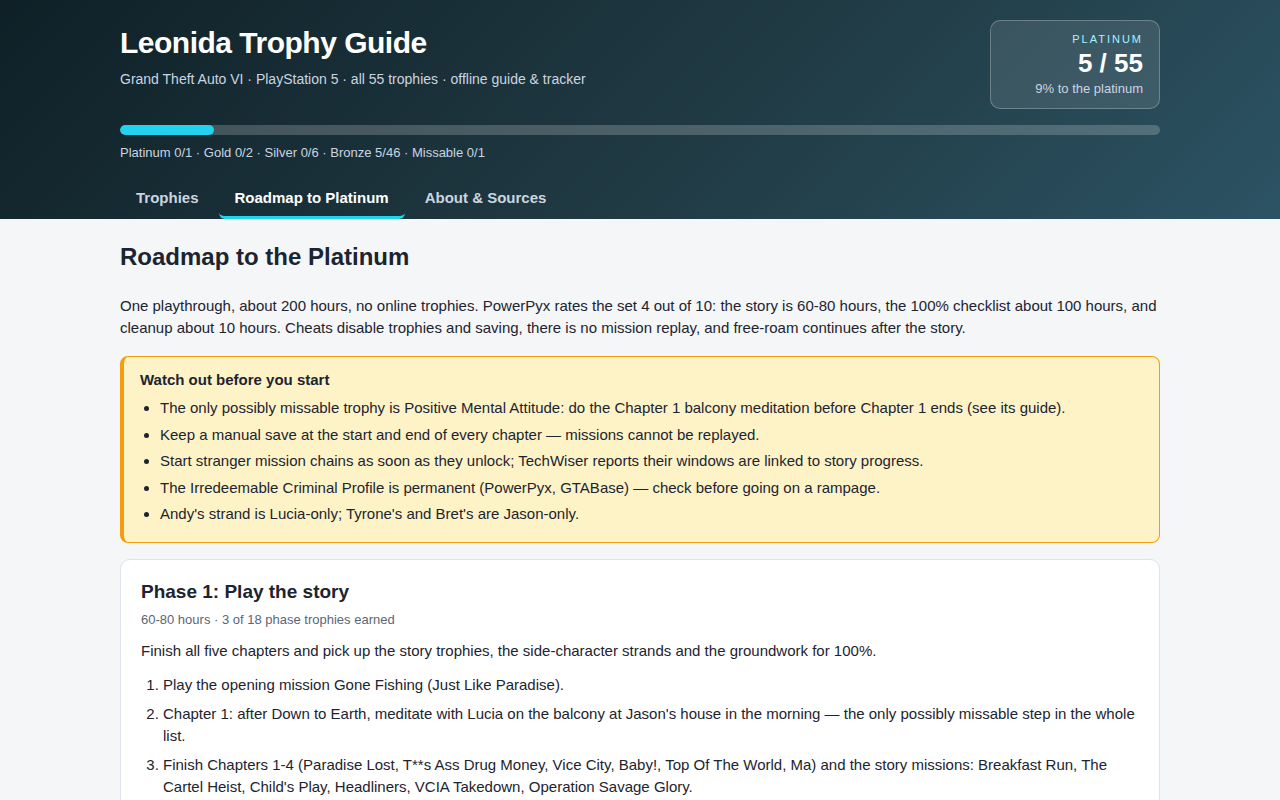 Leonida Trophy Guide
Grand Theft Auto VI · PlayStation 5 · all 55 trophies · offline guide & tracker
PLATINUM
5 / 55
9% to the platinum
Platinum 0/1 · Gold 0/2 · Silver 0/6 · Bronze 5/46 · Missable 0/1
Trophies
Roadmap to Platinum
About & Sources
Roadmap to the Platinum
One playthrough, about 200 hours, no online trophies. PowerPyx rates the set 4 out of 10: the story is 60-80 hours, the 100% checklist about 100 hours, and
cleanup about 10 hours. Cheats disable trophies and saving, there is no mission replay, and free-roam continues after the story.
Watch out before you start
• The only possibly missable trophy is Positive Mental Attitude: do the Chapter 1 balcony meditation before Chapter 1 ends (see its guide).
• Keep a manual save at the start and end of every chapter — missions cannot be replayed.
• Start stranger mission chains as soon as they unlock; TechWiser reports their windows are linked to story progress.
• The Irredeemable Criminal Profile is permanent (PowerPyx, GTABase) — check before going on a rampage.
• Andy's strand is Lucia-only; Tyrone's and Bret's are Jason-only.
Phase 1: Play the story
60-80 hours · 3 of 18 phase trophies earned
Finish all five chapters and pick up the story trophies, the side-character strands and the groundwork for 100%.
1. Play the opening mission Gone Fishing (Just Like Paradise).
2. Chapter 1: after Down to Earth, meditate with Lucia on the balcony at Jason's house in the morning — the only possibly missable step in the whole
list.
3. Finish Chapters 1-4 (Paradise Lost, T**s Ass Drug Money, Vice City, Baby!, Top Of The World, Ma) and the story missions: Breakfast Run, The
Cartel Heist, Child's Play, Headliners, VCIA Takedown, Operation Savage Glory.